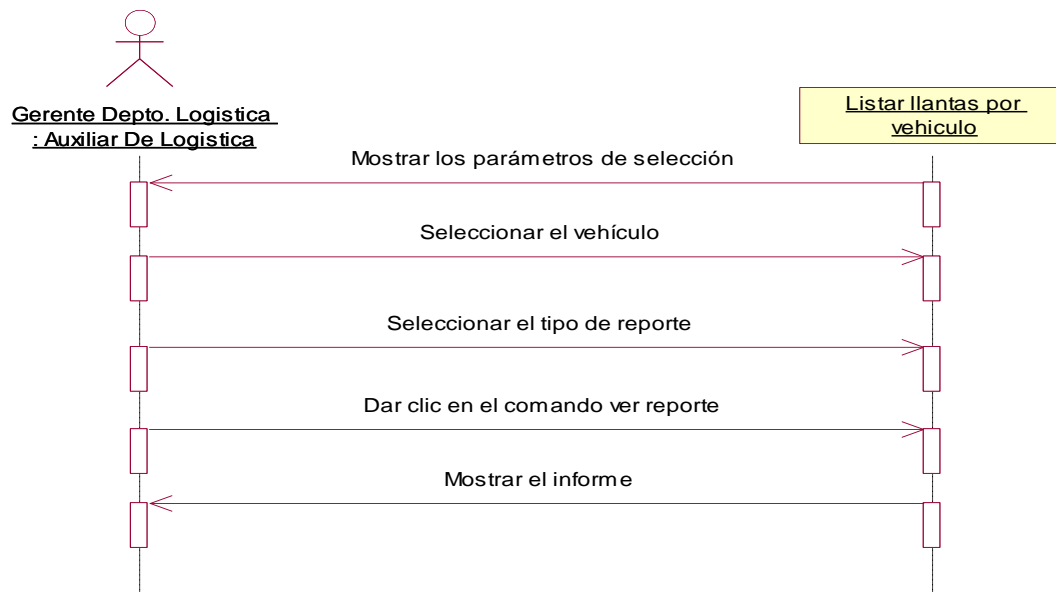 Gerente Depto. Logistica
: Auxiliar De Logistica
Listar llantas por
vehiculo
Mostrar los parámetros de selección
Seleccionar el vehículo
Seleccionar el tipo de reporte
Dar clic en el comando ver reporte
Mostrar el informe